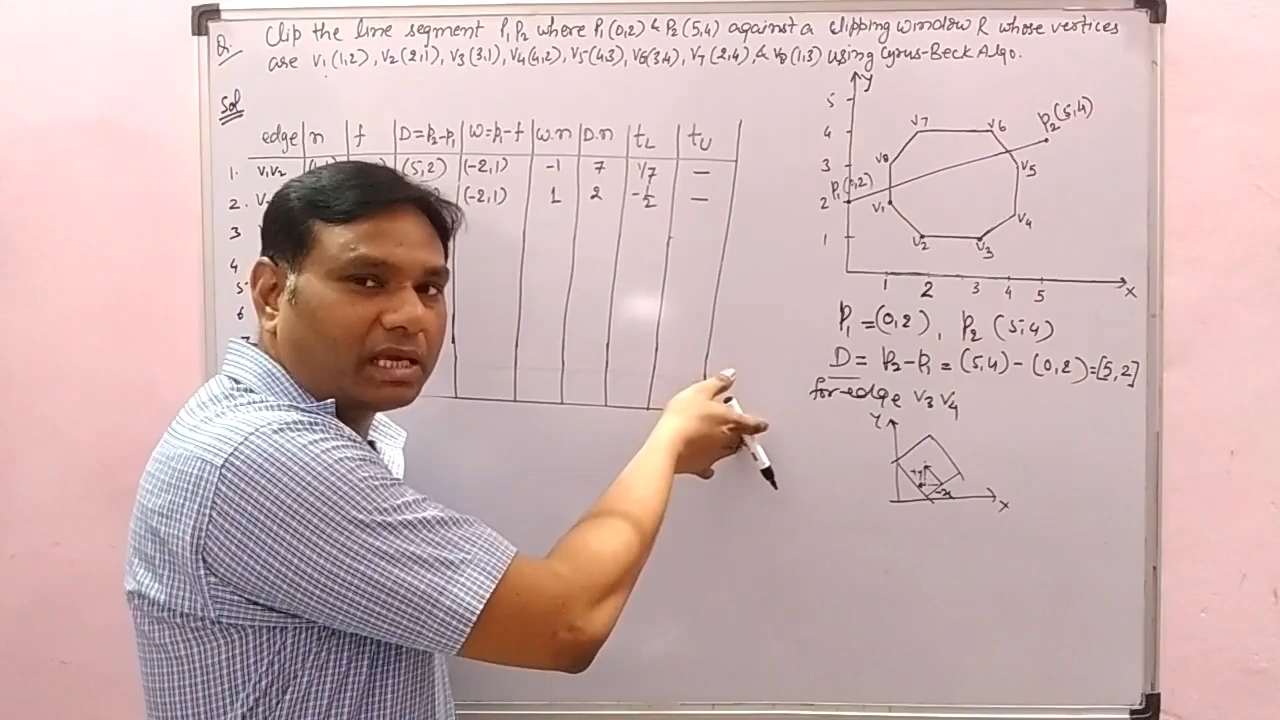 Q:. Clip the line segment P1P2 where P1(0,2) & P2(5,4) against a clipping window R whose vertices
are V1(1,2), V2(2,1), V3(3,1), V4(4,2), V5(4,3), V6(3,4), V7(2,4), & V8(1,3) using Cyrus-Beck Algo.
Sol
edge n f D=P2-P1 W=P1-f W.n D.n tL tU
1. V1V2 (5,2) (-2,1) -1 7 1/7 —
2. (-2,1) 1 2 -1/2 —
3
4
5
6
y
5
4
3
2
1
1 2 3 4 5 x
V7 V6 P2(5,4)
V8 V5
P1(0,2)
V1 V4
V2 V3
P1=(0,2), P2(5,4)
D= P2-P1 = (5,4)-(0,2)=[5,2]
for edge V3V4
Y
+y
-x
X